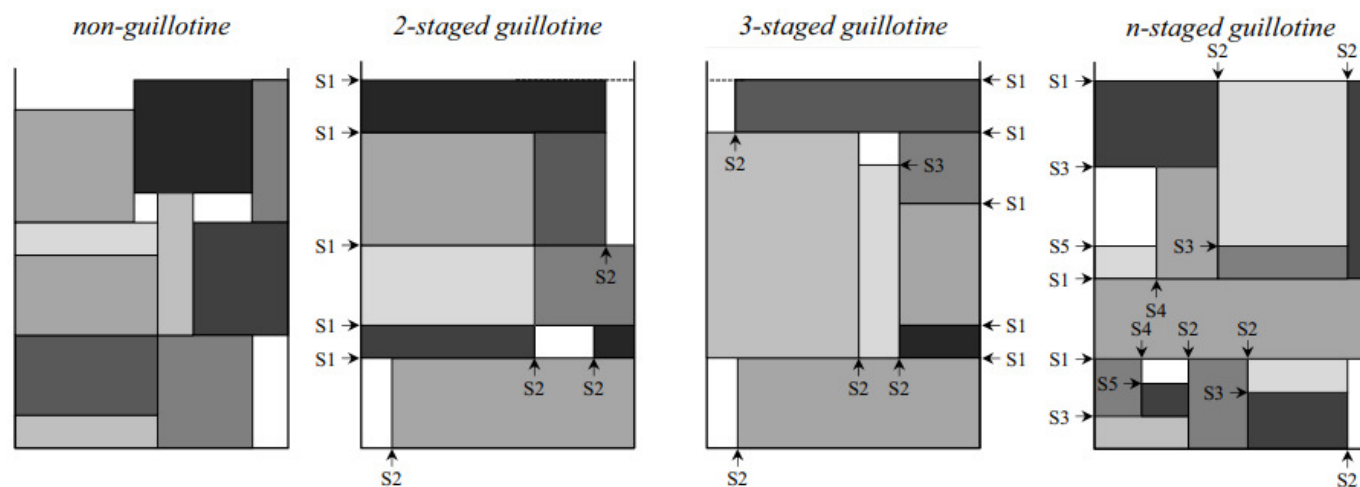 non-guillotine
2-staged guillotine
S1
S1
S1
S1
S1
S2
S2
S2
S2
3-staged guillotine
S1
S1
S2
S3
S1
S1
S1
S2
S2
S2
n-staged guillotine
S2
S2
S1
S3
S5
S3
S1
S4
S4
S2
S2
S1
S5
S3
S3
S2